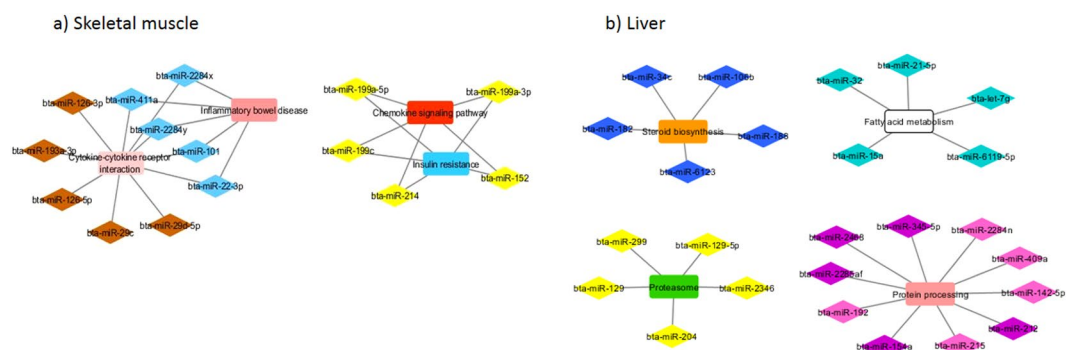 a) Skeletal muscle
bta-miR-2284x
bta-miR-411a
bta-miR-126-3p
Inflammatory bowel disease
bta-miR-2284y
bta-miR-193a-3p
bta-miR-101
Cytokine-cytokine receptor
interaction
bta-miR-22-3p
bta-miR-126-5p
bta-miR-29d-5p
bta-miR-29c
bta-miR-199a-5p
bta-miR-199a-3p
Chemokine signaling pathway
bta-miR-199c
Insulin resistance
bta-miR-152
bta-miR-214
b) Liver
bta-miR-34c
bta-miR-106b
bta-miR-182
Steroid biosynthesis
bta-miR-6123
bta-miR-21-5p
bta-miR-32
bta-let-7g
Fatty acid metabolism
bta-miR-15a
bta-miR-6119-5p
bta-miR-299
bta-miR-129-5p
bta-miR-129
Proteasome
bta-miR-2346
bta-miR-204
bta-miR-345-5p
bta-miR-2284n
bta-miR-409a
bta-miR-2285af
Protein processing
bta-miR-142-5p
bta-miR-192
bta-miR-212
bta-miR-154a
bta-miR-215